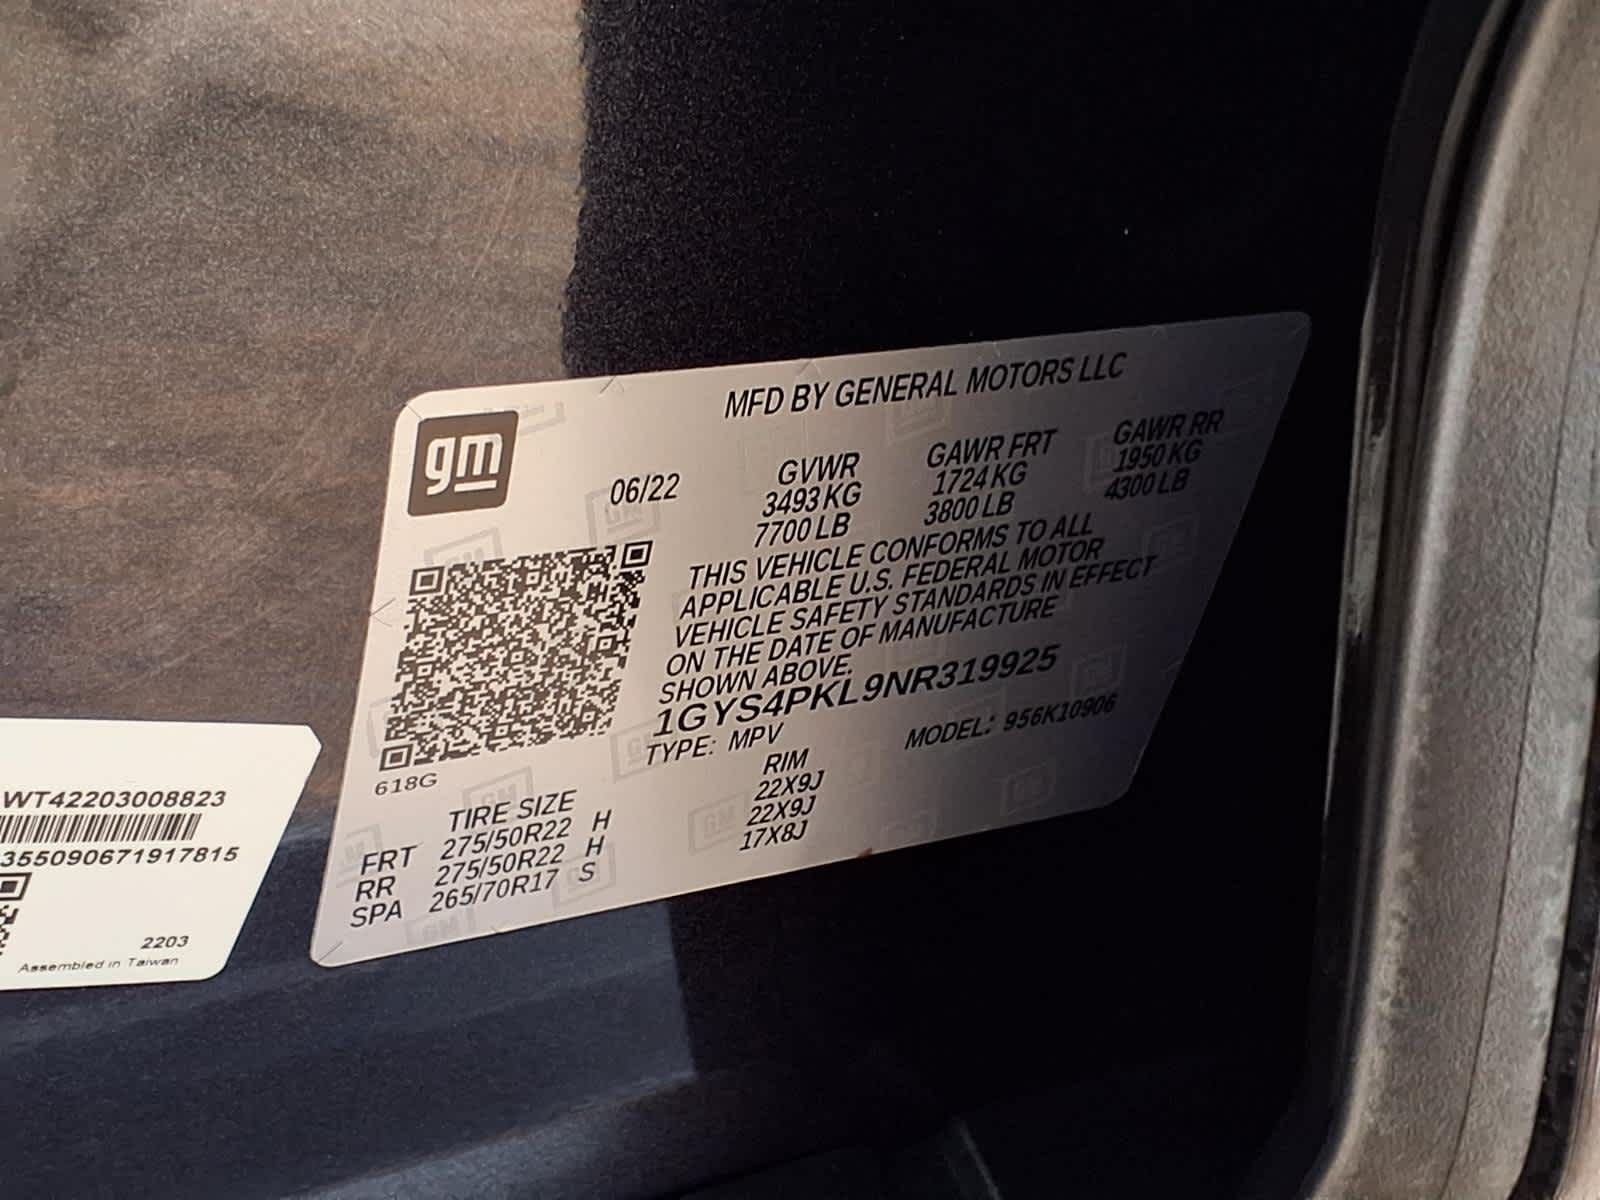 MFD BY GENERAL MOTORS LLC
gm
06/22
GVWR
3493 KG
7700 LB
GAWR FRT
1724 KG
3800 LB
GAWR RR
1950 KG
4300 LB
THIS VEHICLE CONFORMS TO ALL
APPLICABLE U.S. FEDERAL MOTOR
VEHICLE SAFETY STANDARDS IN EFFECT
ON THE DATE OF MANUFACTURE
SHOWN ABOVE.
1GYS4PKL9NR319925
TYPE: MPV
MODEL: 956K10906
618G
TIRE SIZE
RIM
FRT 275/50R22 H 22X9J
RR 275/50R22 H 22X9J
SPA 265/70R17 S 17X8J
WT42203008823
355090671917815
2203
Assembled in Taiwan